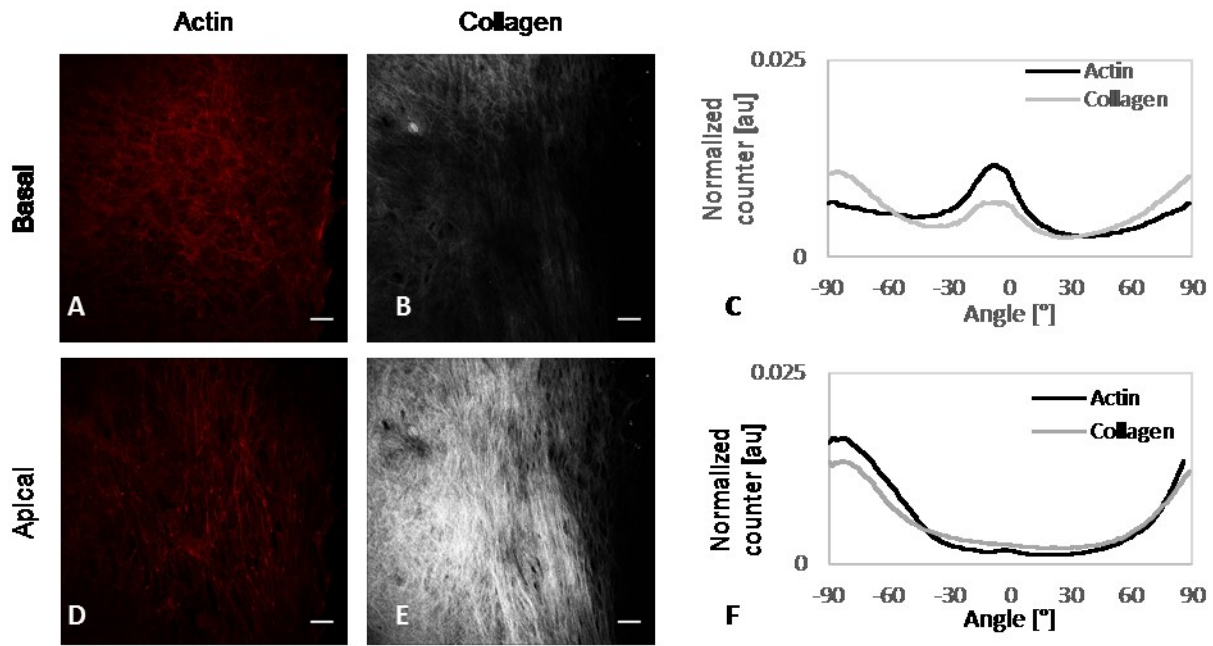 Actin
Collagen
Basal
A
B
0.025
Actin
Collagen
Normalized
counter [au]
0
-90 -60 -30 0 30 60 90
C
Angle [°]
Apical
D
E
0.025
Actin
Collagen
Normalized
counter [au]
0
-90 -60 -30 0 30 60 90
F
Angle [°]